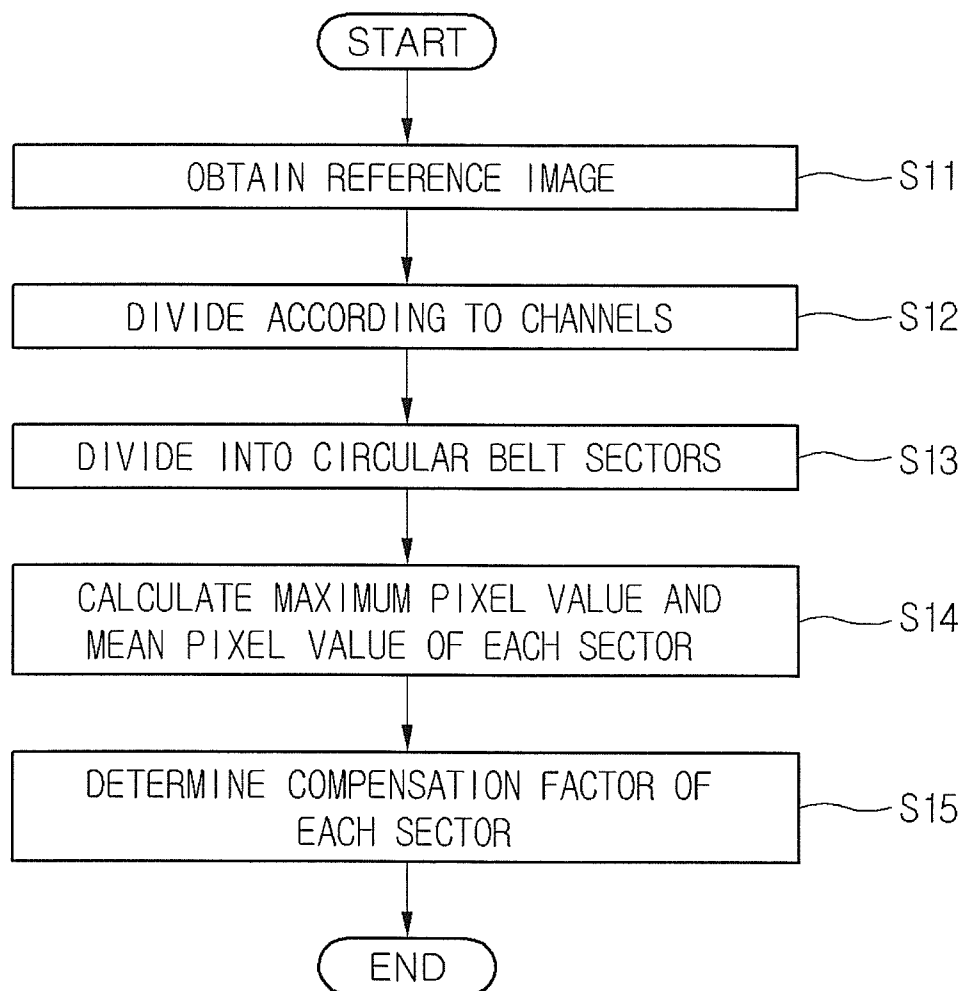 START
OBTAIN REFERENCE IMAGE
S11
DIVIDE ACCORDING TO CHANNELS
S12
DIVIDE INTO CIRCULAR BELT SECTORS
S13
CALCULATE MAXIMUM PIXEL VALUE AND
MEAN PIXEL VALUE OF EACH SECTOR
S14
DETERMINE COMPENSATION FACTOR OF
EACH SECTOR
S15
END